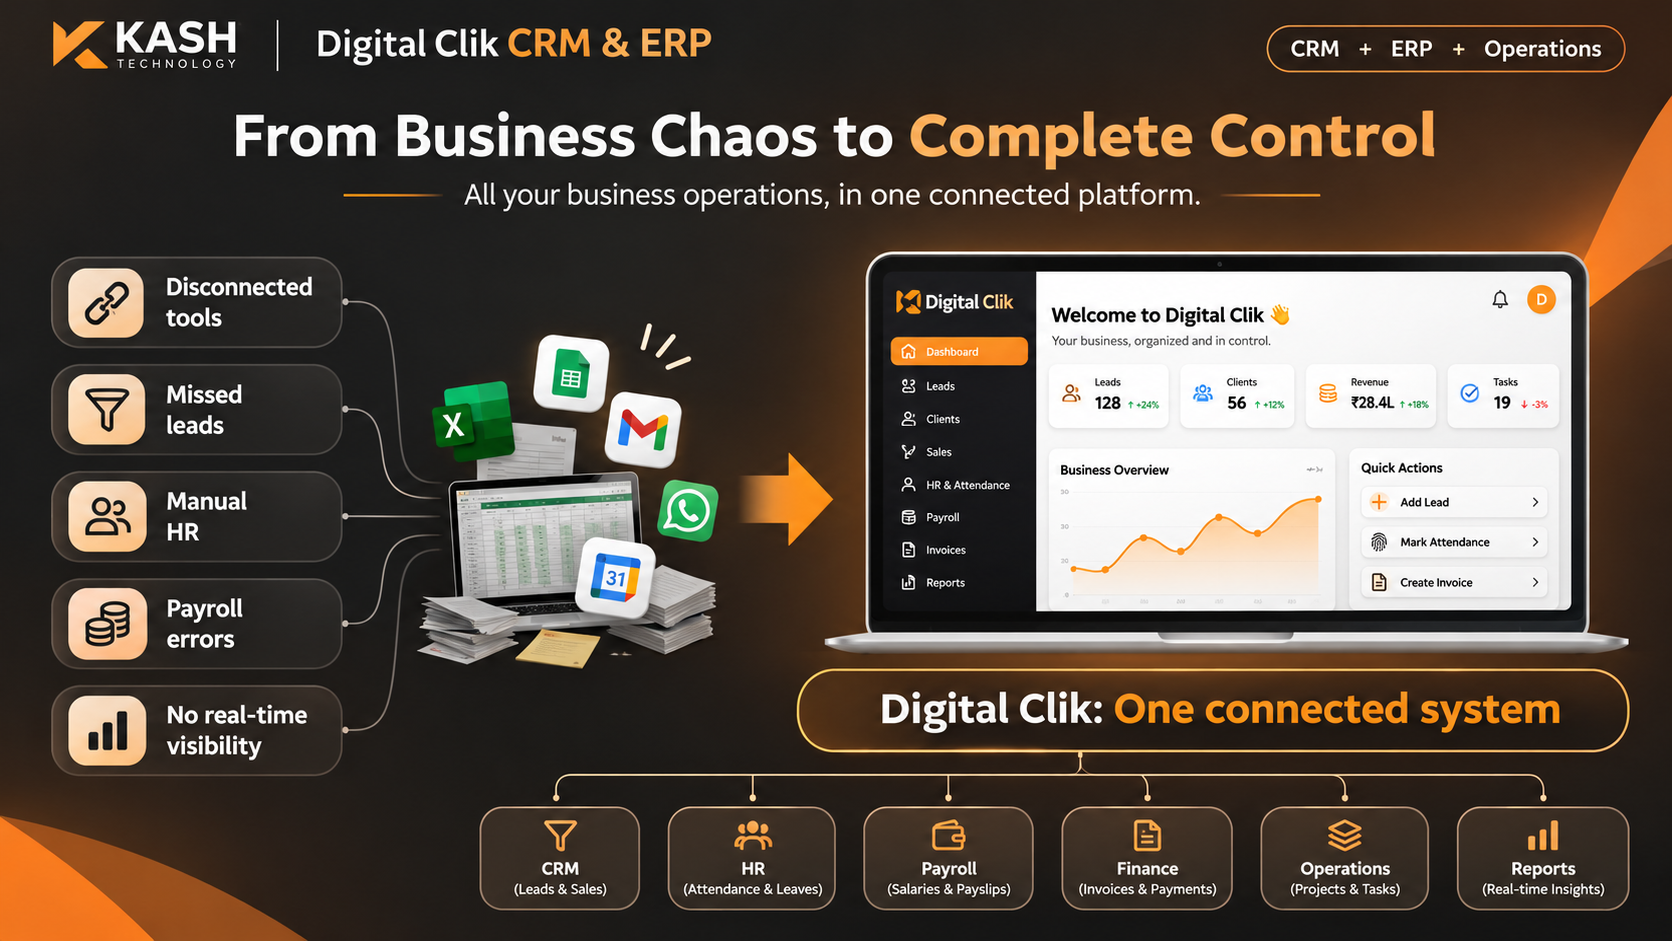 KASH
TECHNOLOGY
Digital Clik CRM & ERP
CRM + ERP + Operations
From Business Chaos to Complete Control
All your business operations, in one connected platform.
Disconnected
tools
Missed
leads
Manual
HR
Payroll
errors
No real-time
visibility
X
31
Digital Clik
Dashboard
Leads
Clients
Sales
HR & Attendance
Payroll
Invoices
Reports
Welcome to Digital Clik 👋
Your business, organized and in control.
D
Leads
128 ↑ +24%
Clients
56 ↑ +12%
Revenue
₹28.4L ↑ +18%
Tasks
19 ↓ -3%
Business Overview
30
30
20
0
Quick Actions
Add Lead
Mark Attendance
Create Invoice
Digital Clik: One connected system
CRM
(Leads & Sales)
HR
(Attendance & Leaves)
Payroll
(Salaries & Payslips)
Finance
(Invoices & Payments)
Operations
(Projects & Tasks)
Reports
(Real-time Insights)